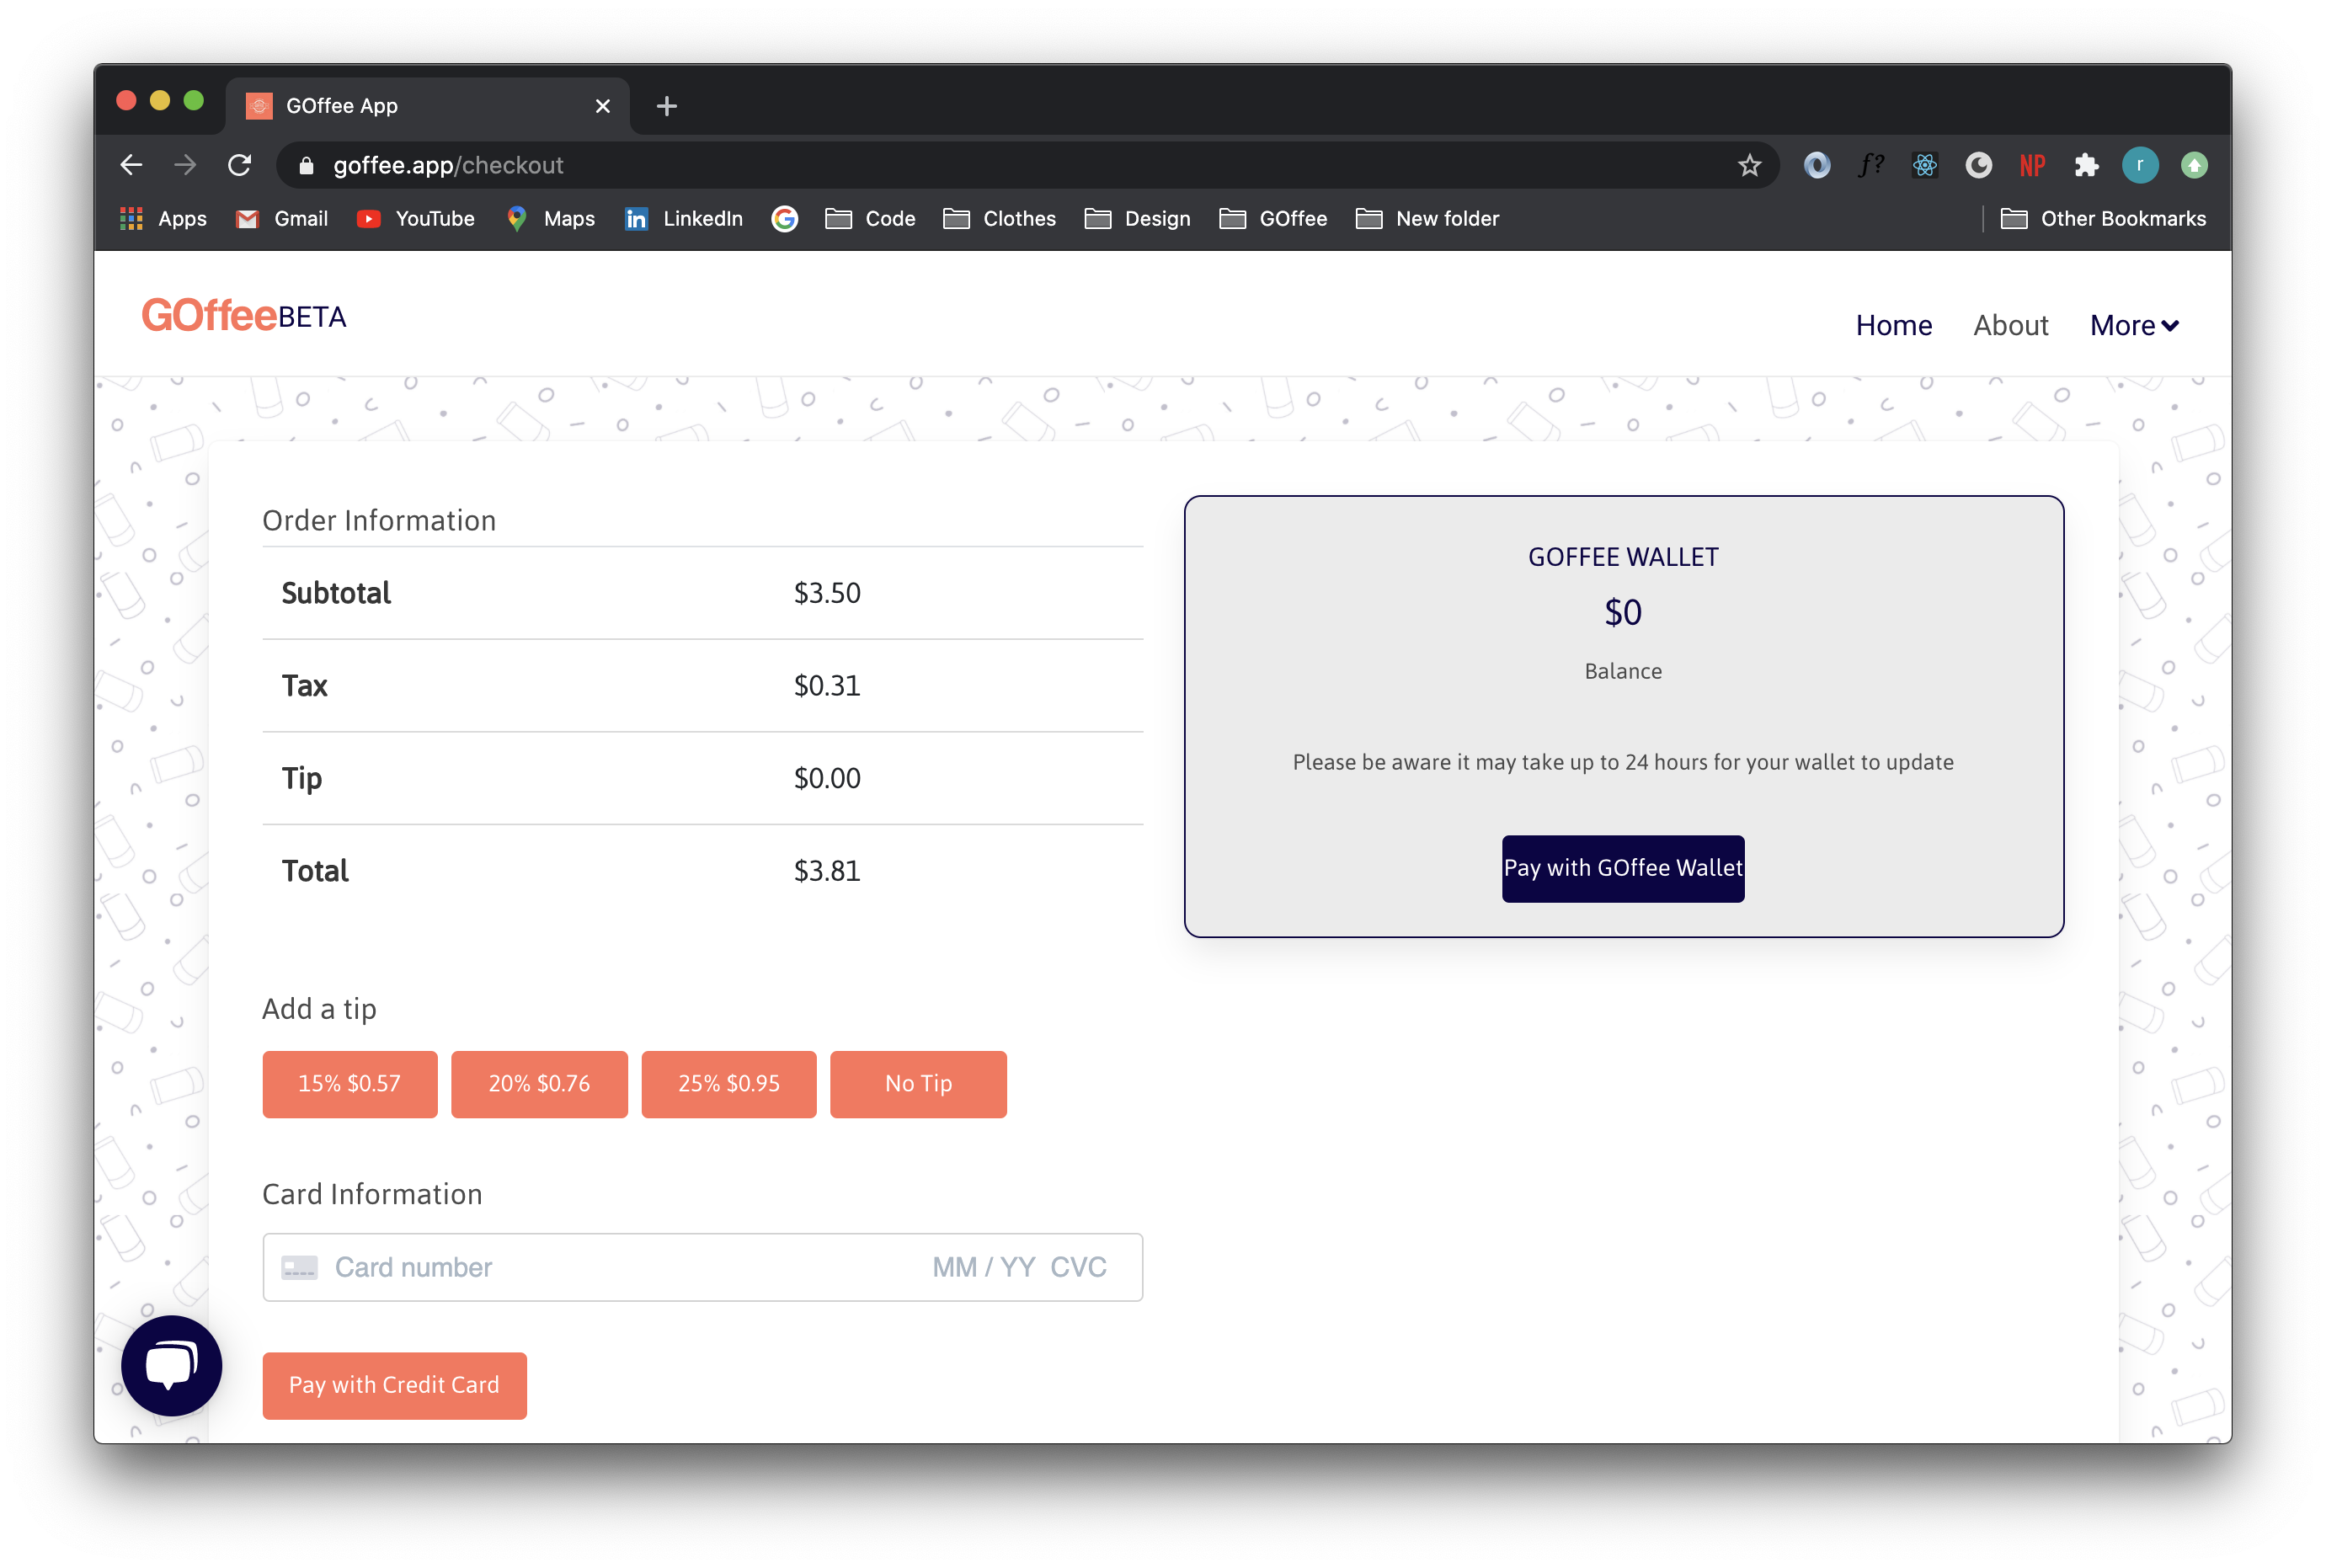 GOffee App
goffee.app/checkout
f?
NP
r
Apps Gmail YouTube Maps LinkedIn Code Clothes Design GOffee New folder Other Bookmarks
GOffeeBETA
Home About More
Order Information
Subtotal $3.50
Tax $0.31
Tip $0.00
Total $3.81
GOFFEE WALLET
$0
Balance
Please be aware it may take up to 24 hours for your wallet to update
Pay with GOffee Wallet
Add a tip
15% $0.57 20% $0.76 25% $0.95 No Tip
Card Information
Card number MM / YY CVC
Pay with Credit Card